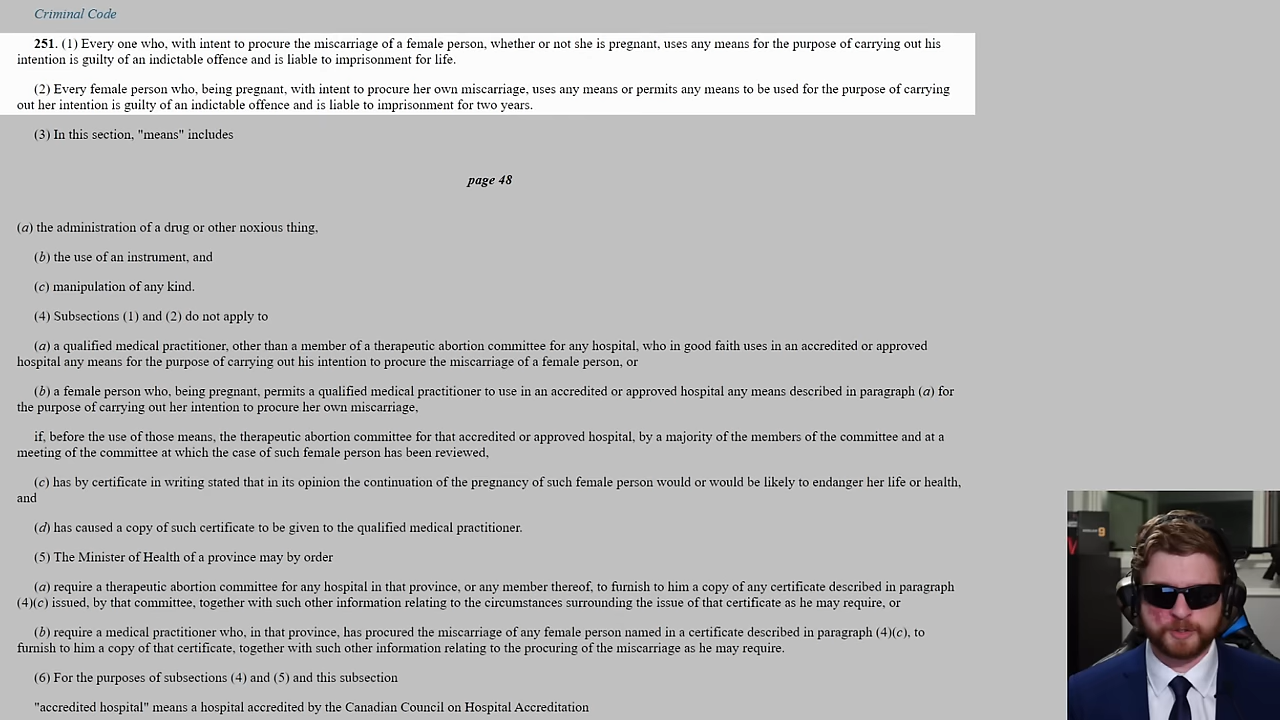 Criminal Code
251. (1) Every one who, with intent to procure the miscarriage of a female person, whether or not she is pregnant, uses any means for the purpose of carrying out his
intention is guilty of an indictable offence and is liable to imprisonment for life.
(2) Every female person who, being pregnant, with intent to procure her own miscarriage, uses any means or permits any means to be used for the purpose of carrying
out her intention is guilty of an indictable offence and is liable to imprisonment for two years.
(3) In this section, "means" includes
page 48
(a) the administration of a drug or other noxious thing,
(b) the use of an instrument, and
(c) manipulation of any kind.
(4) Subsections (1) and (2) do not apply to
(a) a qualified medical practitioner, other than a member of a therapeutic abortion committee for any hospital, who in good faith uses in an accredited or approved
hospital any means for the purpose of carrying out his intention to procure the miscarriage of a female person, or
(b) a female person who, being pregnant, permits a qualified medical practitioner to use in an accredited or approved hospital any means described in paragraph (a) for
the purpose of carrying out her intention to procure her own miscarriage,
if, before the use of those means, the therapeutic abortion committee for that accredited or approved hospital, by a majority of the members of the committee and at a
meeting of the committee at which the case of such female person has been reviewed,
(c) has by certificate in writing stated that in its opinion the continuation of the pregnancy of such female person would or would be likely to endanger her life or health,
and
(d) has caused a copy of such certificate to be given to the qualified medical practitioner.
(5) The Minister of Health of a province may by order
(a) require a therapeutic abortion committee for any hospital in that province, or any member thereof, to furnish to him a copy of any certificate described in paragraph
(4)(c) issued, by that committee, together with such other information relating to the circumstances surrounding the issue of that certificate as he may require, or
(b) require a medical practitioner who, in that province, has procured the miscarriage of any female person named in a certificate described in paragraph (4)(c), to
furnish to him a copy of that certificate, together with such other information relating to the procuring of the miscarriage as he may require.
(6) For the purposes of subsections (4) and (5) and this subsection
"accredited hospital" means a hospital accredited by the Canadian Council on Hospital Accreditation